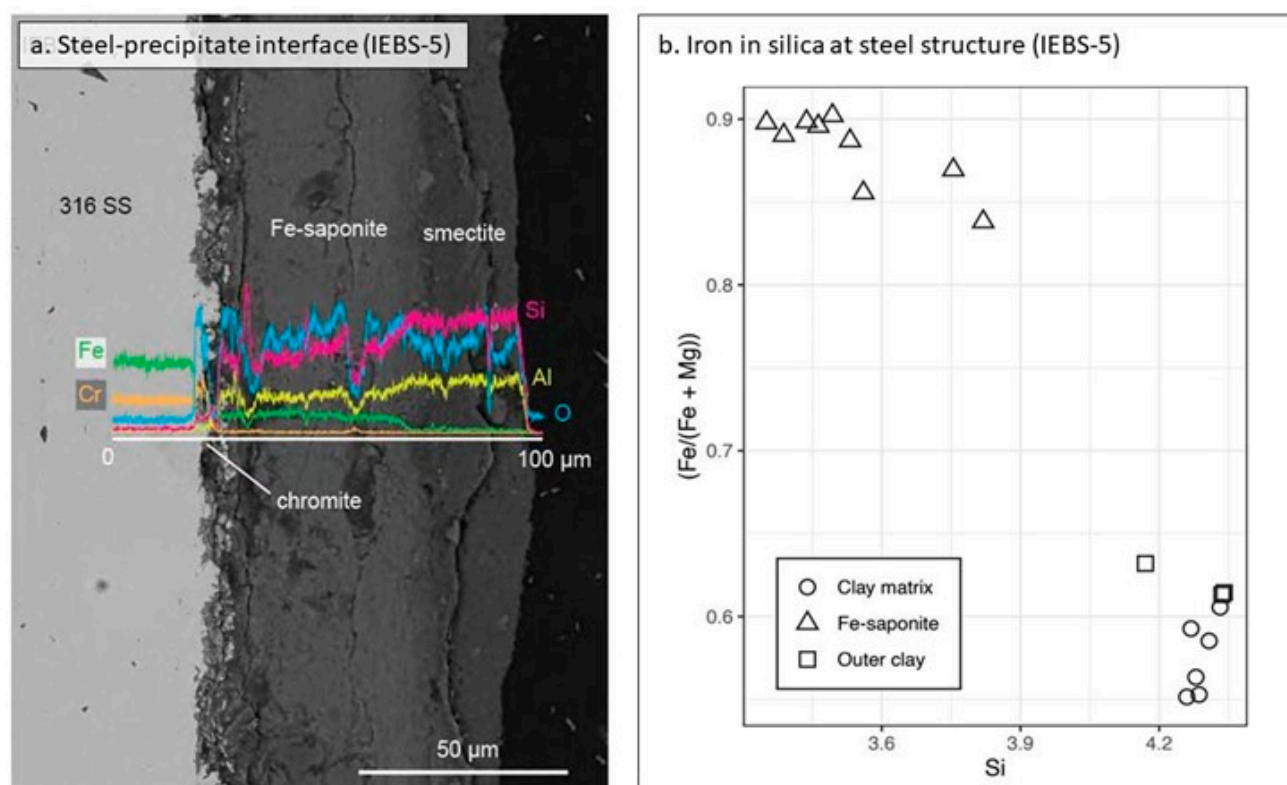 a. Steel-precipitate interface (IEBS-5)
316 SS
Fe-saponite
smectite
Si
Fe
Al
Cr
O
0
100 µm
chromite
50 µm
b. Iron in silica at steel structure (IEBS-5)
0.9
0.8
0.7
0.6
(Fe/(Fe + Mg))
Clay matrix
Fe-saponite
Outer clay
3.6
3.9
4.2
Si